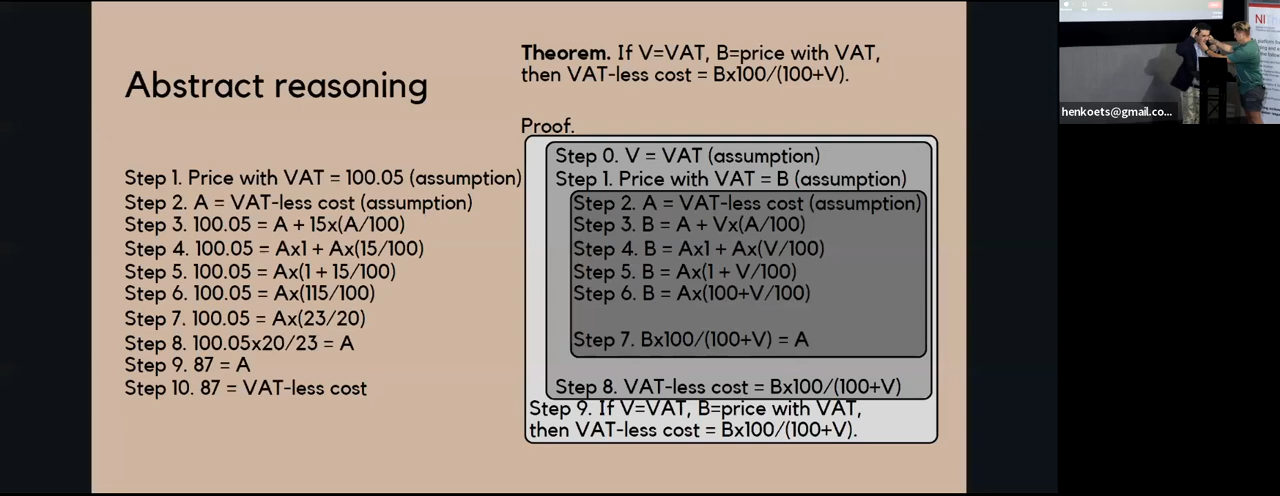 Abstract reasoning
Step 1. Price with VAT = 100.05 (assumption)
Step 2. A = VAT-less cost (assumption)
Step 3. 100.05 = A + 15x(A/100)
Step 4. 100.05 = Ax1 + Ax(15/100)
Step 5. 100.05 = Ax(1 + 15/100)
Step 6. 100.05 = Ax(115/100)
Step 7. 100.05 = Ax(23/20)
Step 8. 100.05x20/23 = A
Step 9. 87 = A
Step 10. 87 = VAT-less cost
Theorem. If V=VAT, B=price with VAT,
then VAT-less cost = Bx100/(100+V).
Proof.
Step 0. V = VAT (assumption)
Step 1. Price with VAT = B (assumption)
Step 2. A = VAT-less cost (assumption)
Step 3. B = A + Vx(A/100)
Step 4. B = Ax1 + Ax(V/100)
Step 5. B = Ax(1 + V/100)
Step 6. B = Ax(100+V/100)
Step 7. Bx100/(100+V) = A
Step 8. VAT-less cost = Bx100/(100+V)
Step 9. If V=VAT, B=price with VAT,
then VAT-less cost = Bx100/(100+V).
henkoets@gmail.co...